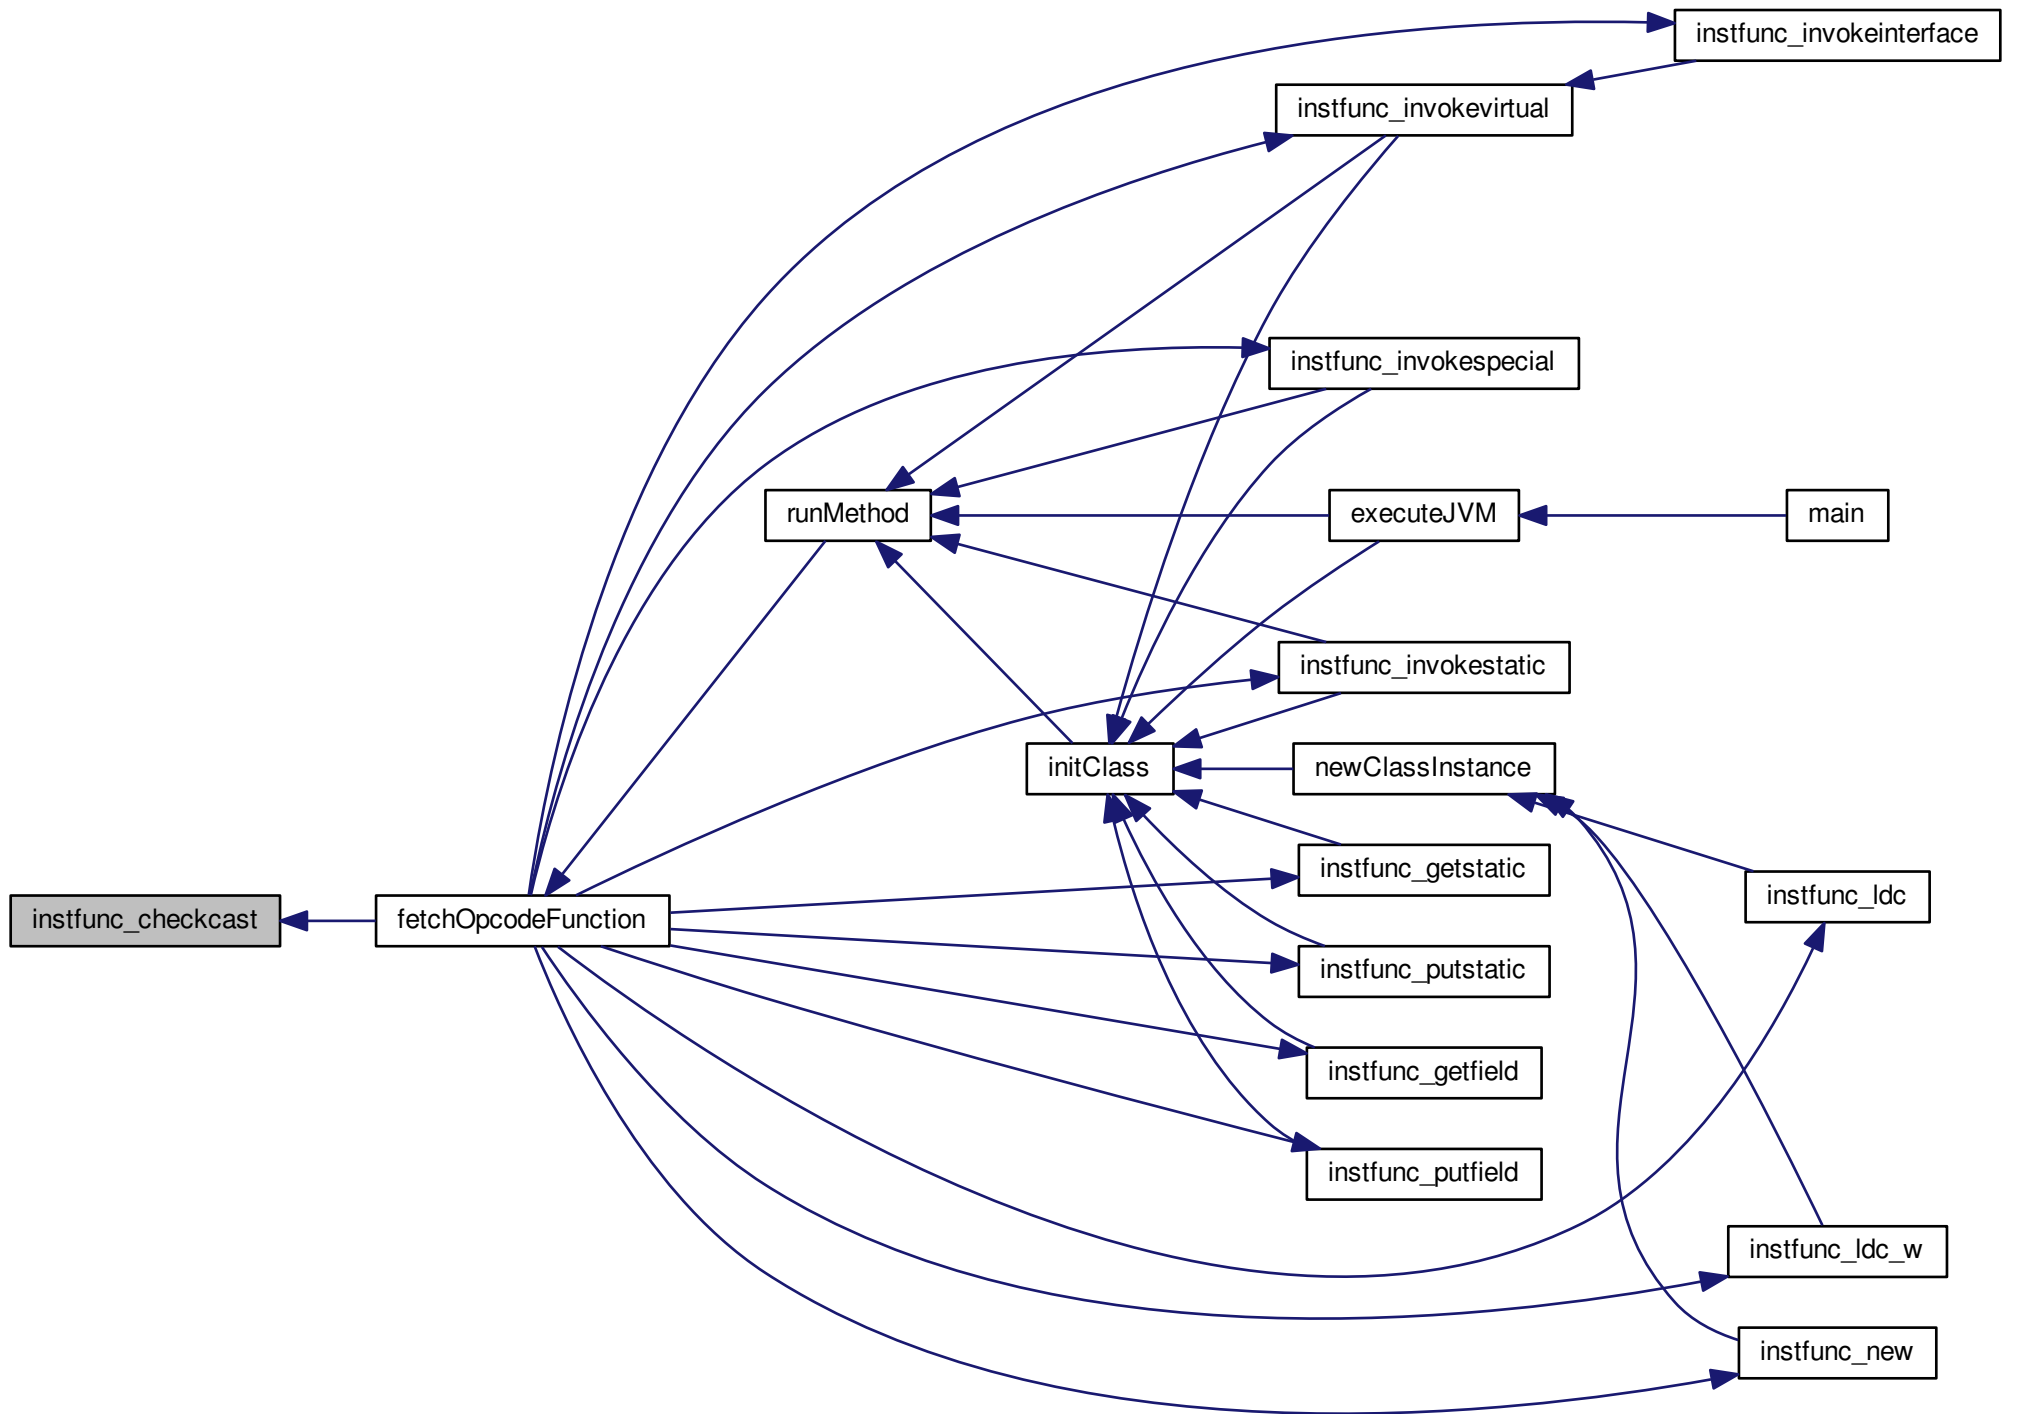 instfunc_invokeinterface
instfunc_invokevirtual
instfunc_invokespecial
runMethod
executeJVM
main
instfunc_invokestatic
initClass
newClassInstance
instfunc_getstatic
instfunc_ldc
instfunc_checkcast
fetchOpcodeFunction
instfunc_putstatic
instfunc_getfield
instfunc_putfield
instfunc_ldc_w
instfunc_new